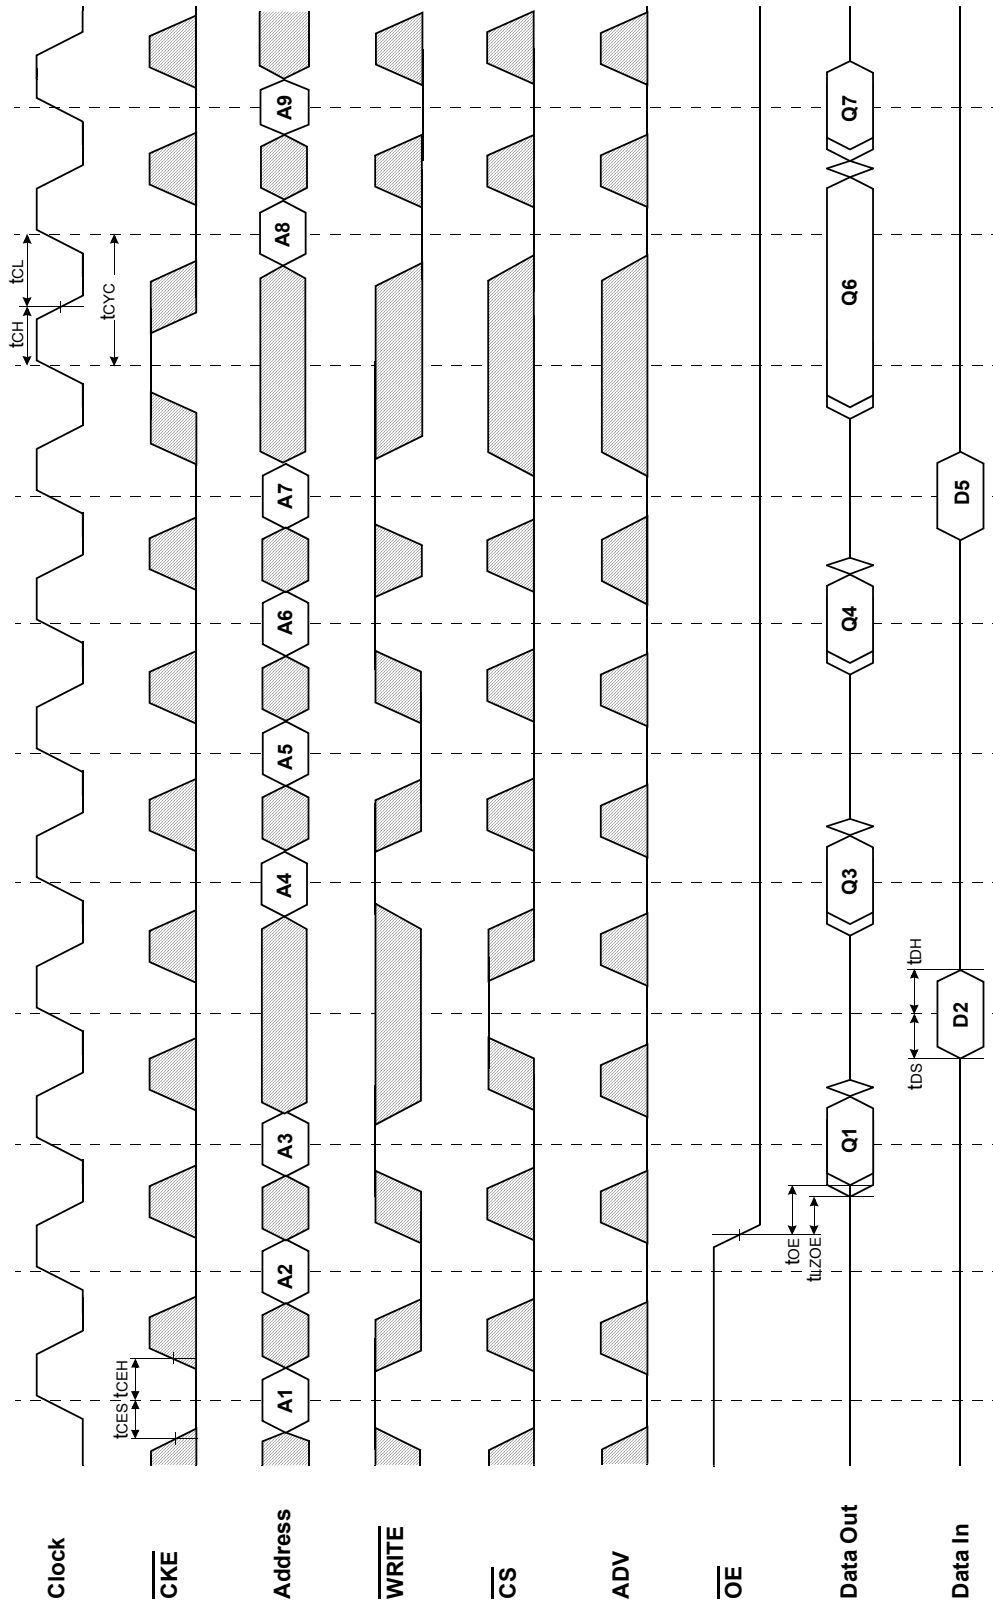 Clock
tCH
tCL
CKE
tCES
tCEH
tCYC
Address
A1
A2
A3
A4
A5
A6
A7
A8
A9
WRITE
CS
ADV
OE
tOE
tLZOE
Data Out
Q1
Q3
Q4
Q6
Q7
Data In
tDS
tDH
D2
D5